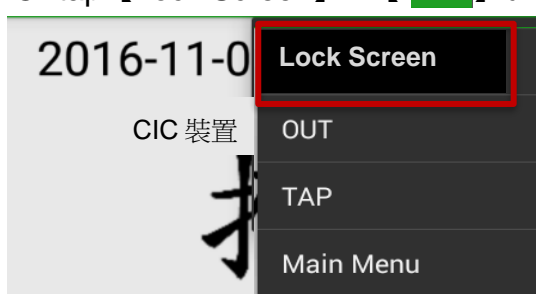 2016-11-0
Lock Screen
CIC 裝置
OUT
TAP
Main Menu